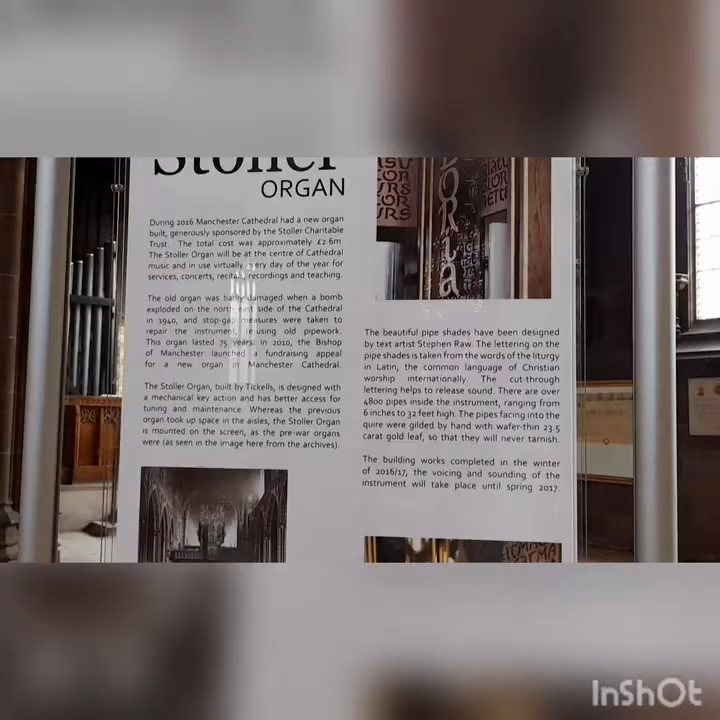 Stoller
ORGAN
During 2016 Manchester Cathedral had a new organ
built, generously sponsored by the Stoller Charitable
Trust. The total cost was approximately £2.6m.
The Stoller Organ will be at the centre of Cathedral
music and in use virtually every day of the year for
services, concerts, recitals, recordings and teaching.
The old organ was badly damaged when a bomb
exploded on the north east side of the Cathedral
in 1940, and stop-gap measures were taken to
repair the instrument, re-using old pipework.
This organ lasted 75 years. In 2010, the Bishop
of Manchester launched a fundraising appeal
for a new organ in Manchester Cathedral.
The Stoller Organ, built by Tickells, is designed with
a mechanical key action and has better access for
tuning and maintenance. Whereas the previous
organ took up space in the aisles, the Stoller Organ
is mounted on the screen, as the pre-war organs
were (as seen in the image here from the archives).
The beautiful pipe shades have been designed
by text artist Stephen Raw. The lettering on the
pipe shades is taken from the words of the liturgy
in Latin, the common language of Christian
worship internationally. The cut-through
lettering helps to release sound. There are over
4800 pipes inside the instrument, ranging from
6 inches to 32 feet high. The pipes facing into the
quire were gilded by hand with wafer-thin 23.5
carat gold leaf, so that they will never tarnish.
The building works completed in the winter
of 2016/17, the voicing and sounding of the
instrument will take place until spring 2017.
InShOt